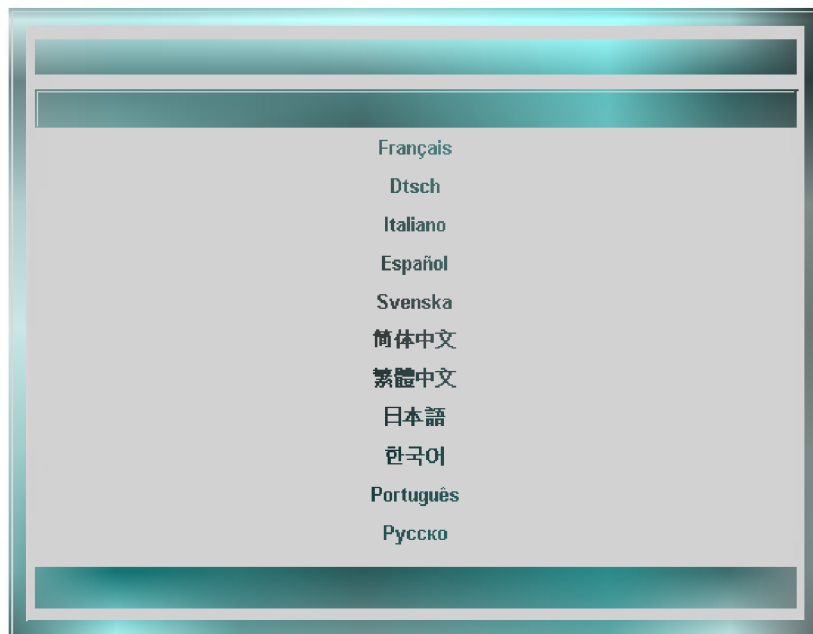 Français
Dtsch
Italiano
Español
Svenska
简体中文
繁體中文
日本語
한국어
Português
Русско